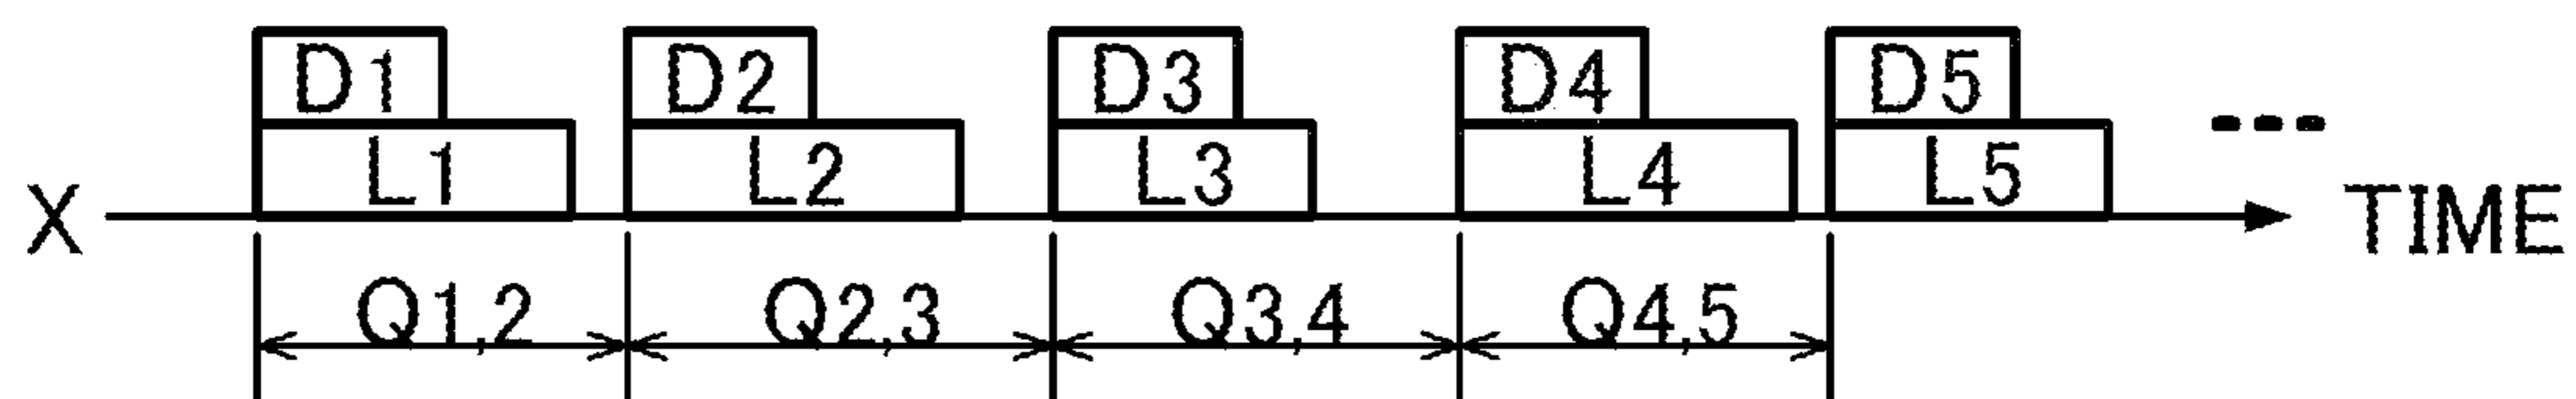 D1 D2 D3 D4 D5
L1 L2 L3 L4 L5
X TIME
Q1,2 Q2,3 Q3,4 Q4,5